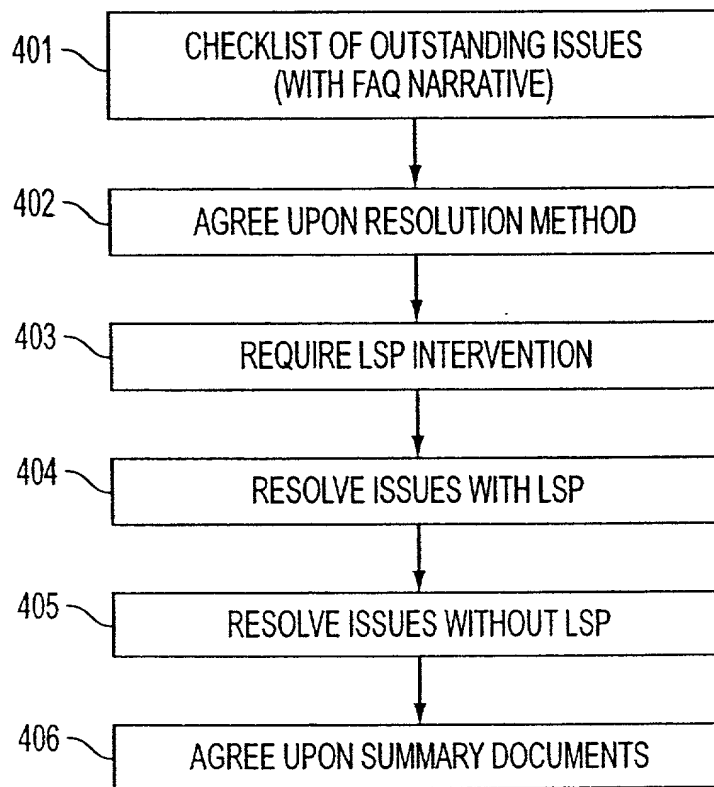 401
CHECKLIST OF OUTSTANDING ISSUES
(WITH FAQ NARRATIVE)
402
AGREE UPON RESOLUTION METHOD
403
REQUIRE LSP INTERVENTION
404
RESOLVE ISSUES WITH LSP
405
RESOLVE ISSUES WITHOUT LSP
406
AGREE UPON SUMMARY DOCUMENTS